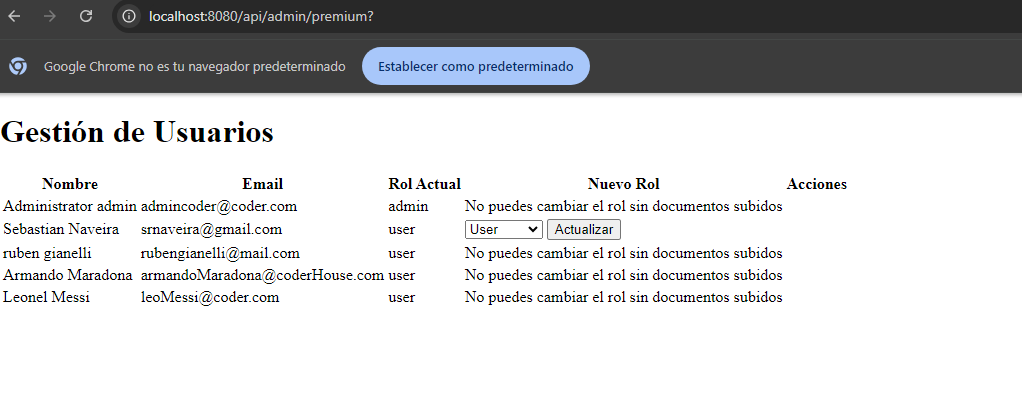 localhost:8080/api/admin/premium?
Google Chrome no es tu navegador predeterminado Establecer como predeterminado
Gestión de Usuarios
Nombre Email Rol Actual Nuevo Rol Acciones
Administrator admin admincoder@coder.com admin No puedes cambiar el rol sin documentos subidos
Sebastian Naveira srnaveira@gmail.com user User Actualizar
ruben gianelli rubengianelli@mail.com user No puedes cambiar el rol sin documentos subidos
Armando Maradona armandoMaradona@coderHouse.com user No puedes cambiar el rol sin documentos subidos
Leonel Messi leoMessi@coder.com user No puedes cambiar el rol sin documentos subidos